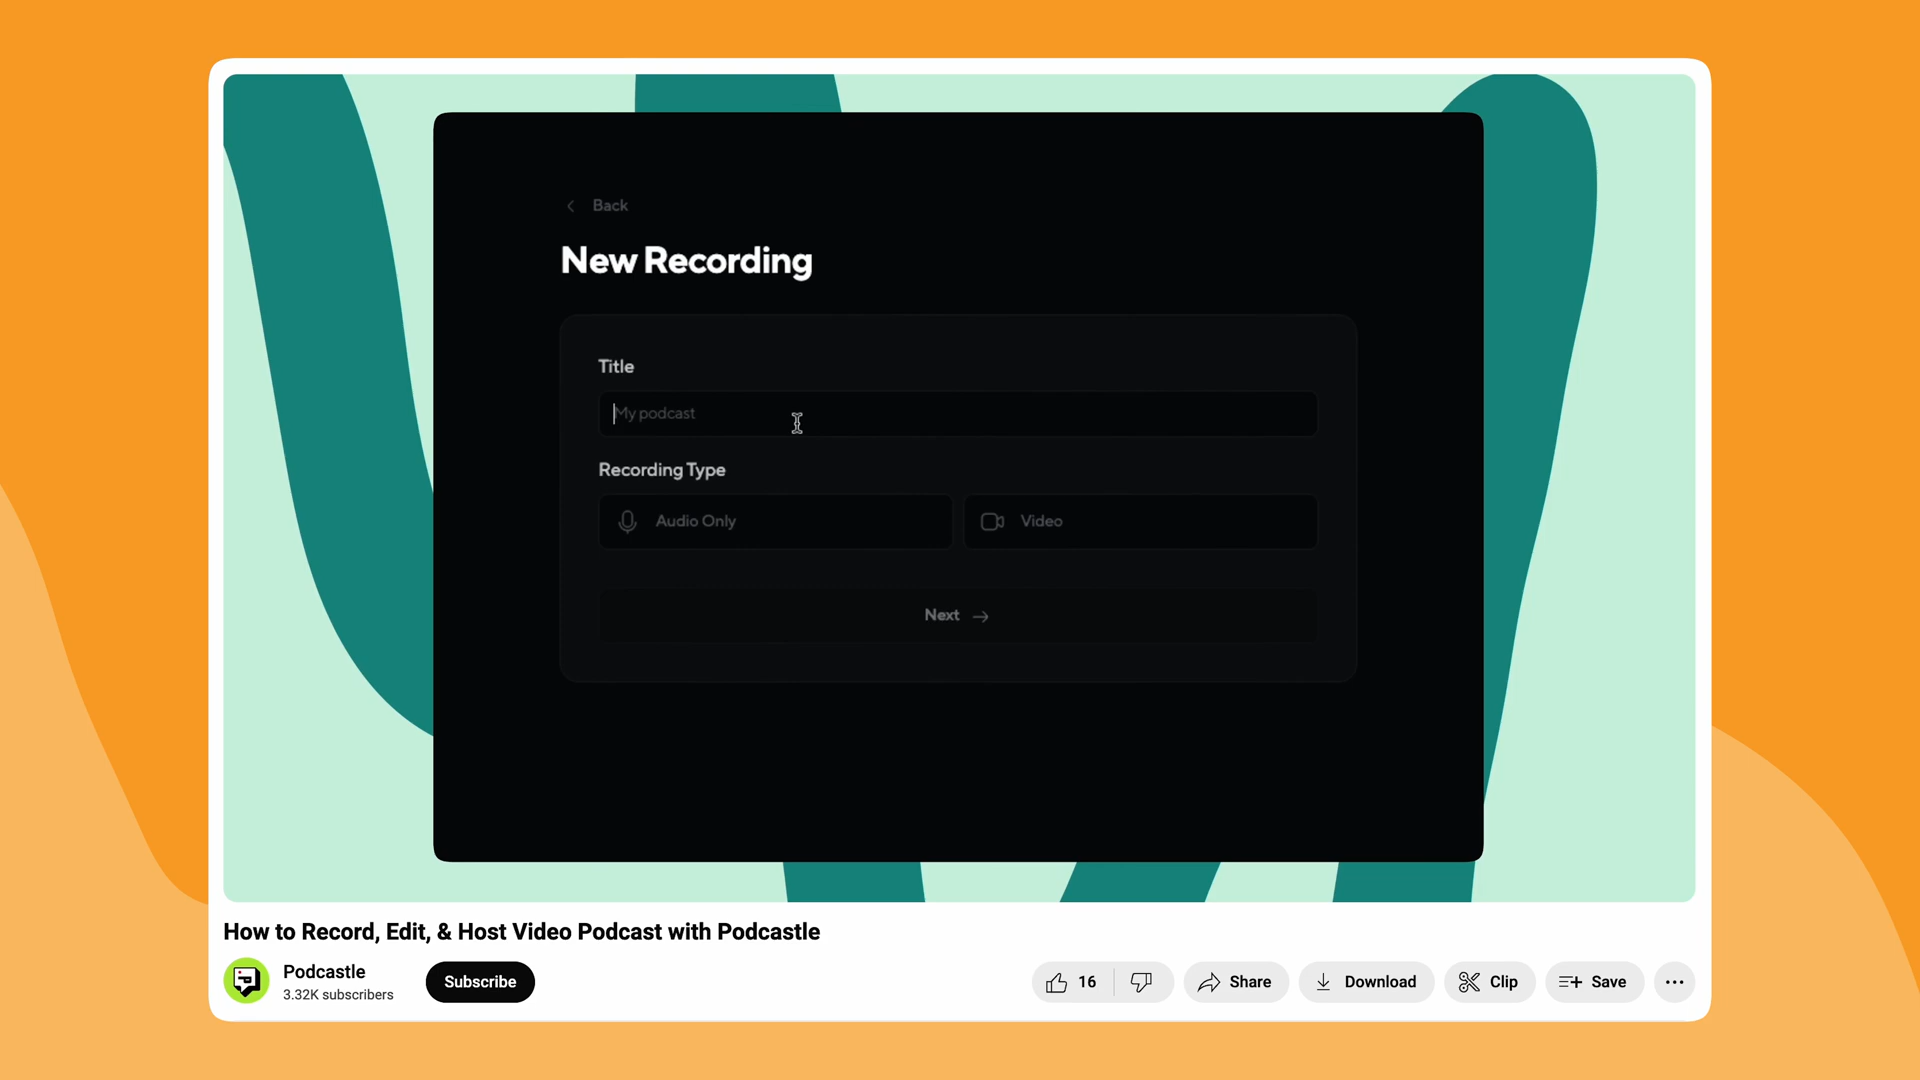 Back
New Recording
Title
My podcast
Recording Type
Audio Only
Video
Next
How to Record, Edit, & Host Video Podcast with Podcastle
Podcastle
3.32K subscribers
Subscribe
16
Share
Download
Clip
Save